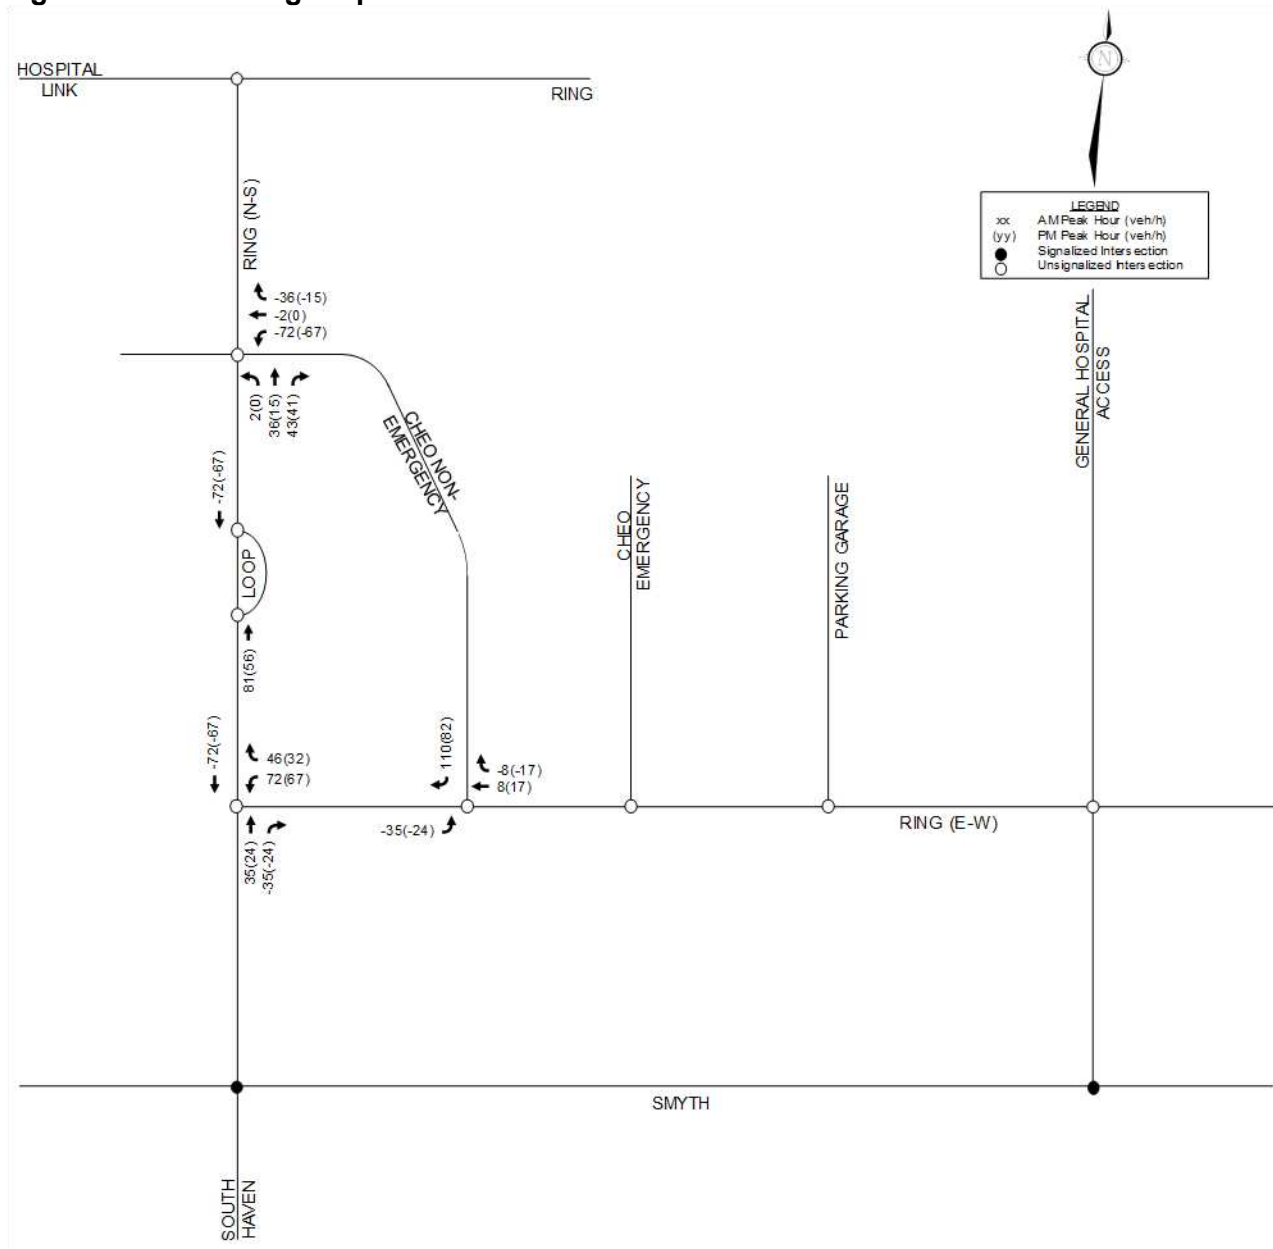 HOSPITAL
LINK
RING
N
RING (N-S)
LEGEND
xx AM Peak Hour (veh/h)
(yy) PM Peak Hour (veh/h)
Signalized Intersection
Unsignalized Intersection
-36(-15)
-2(0)
-72(-67)
2(0)
36(15)
43(41)
CHEO NON-
EMERGENCY
GENERAL HOSPITAL
ACCESS
-72(-67)
LOOP
CHEO
EMERGENCY
PARKING GARAGE
81(56)
-72(-67)
46(32)
72(67)
110(82)
-8(-17)
8(17)
-35(-24)
RING (E-W)
35(24)
-35(-24)
SMYTH
SOUTH
HAVEN